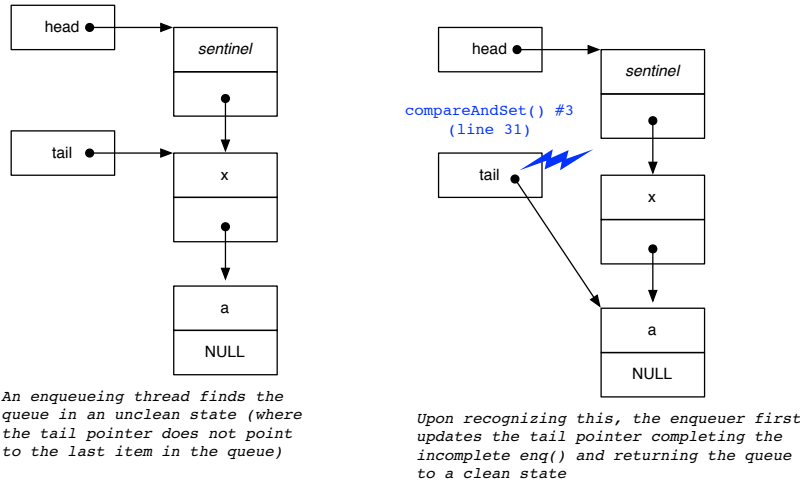 head
sentinel
tail
x
a
NULL
An enqueueing thread finds the
queue in an unclean state (where
the tail pointer does not point
to the last item in the queue)
head
sentinel
compareAndSet() #3
(line 31)
tail
x
a
NULL
Upon recognizing this, the enqueuer first
updates the tail pointer completing the
incomplete enq() and returning the queue
to a clean state